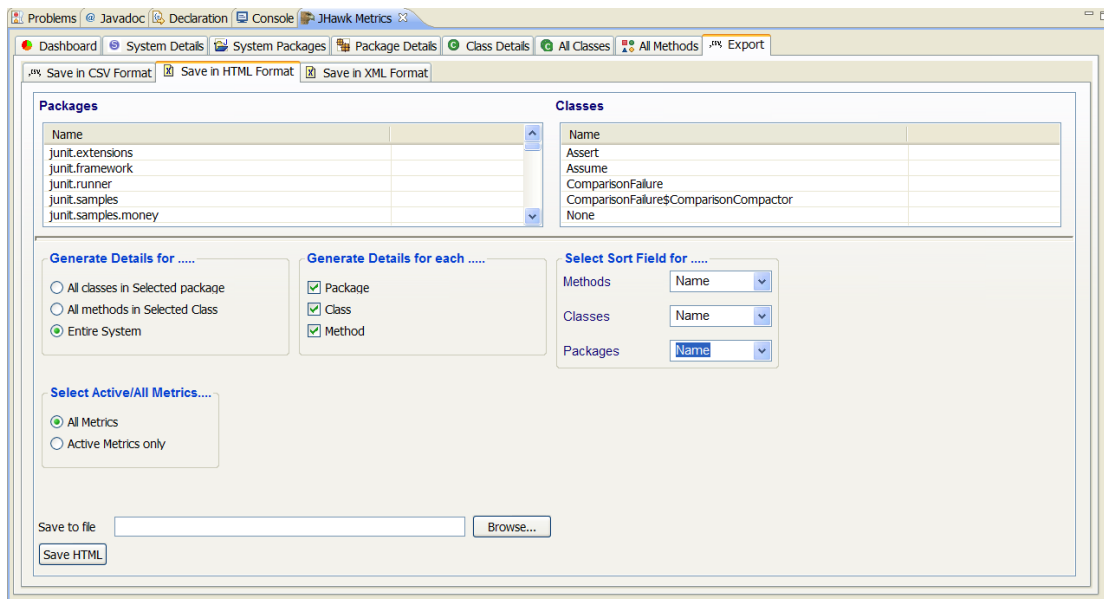 Problems @ Javadoc Declaration Console JHawk Metrics
Dashboard System Details System Packages Package Details Class Details All Classes All Methods Export
Save in CSV Format Save in HTML Format Save in XML Format
Packages Classes
Name Name
junit.extensions Assert
junit.framework Assume
junit.runner ComparisonFailure
junit.samples ComparisonFailure$ComparisonCompactor
junit.samples.money None
Generate Details for ..... Generate Details for each ..... Select Sort Field for .....
All classes in Selected package Package Methods Name
All methods in Selected Class Class Classes Name
Entire System Method Packages Name
Select Active/All Metrics....
All Metrics
Active Metrics only
Save to file Browse...
Save HTML